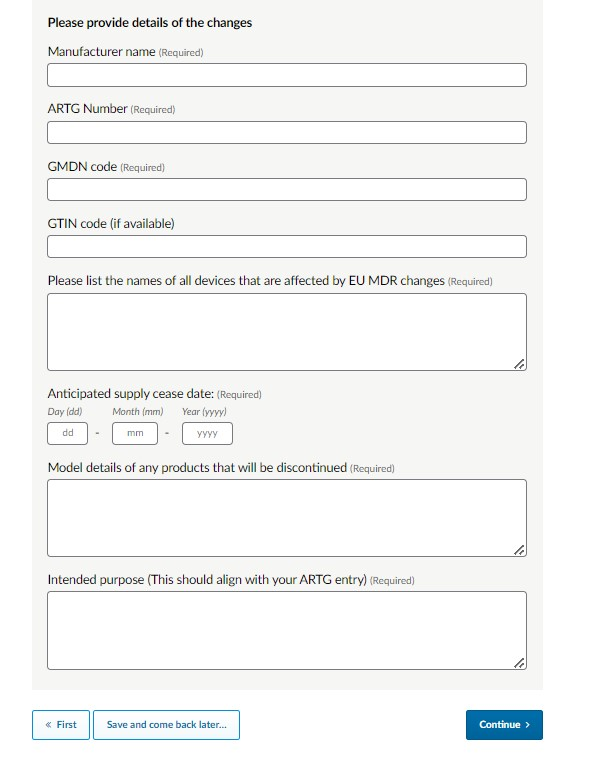 Please provide details of the changes
Manufacturer name (Required)
ARTG Number (Required)
GMDN code (Required)
GTIN code (if available)
Please list the names of all devices that are affected by EU MDR changes (Required)
Anticipated supply cease date: (Required)
Day (dd) Month (mm) Year (yyyy)
dd - mm - yyyy
Model details of any products that will be discontinued (Required)
Intended purpose (This should align with your ARTG entry) (Required)
« First Save and come back later... Continue >